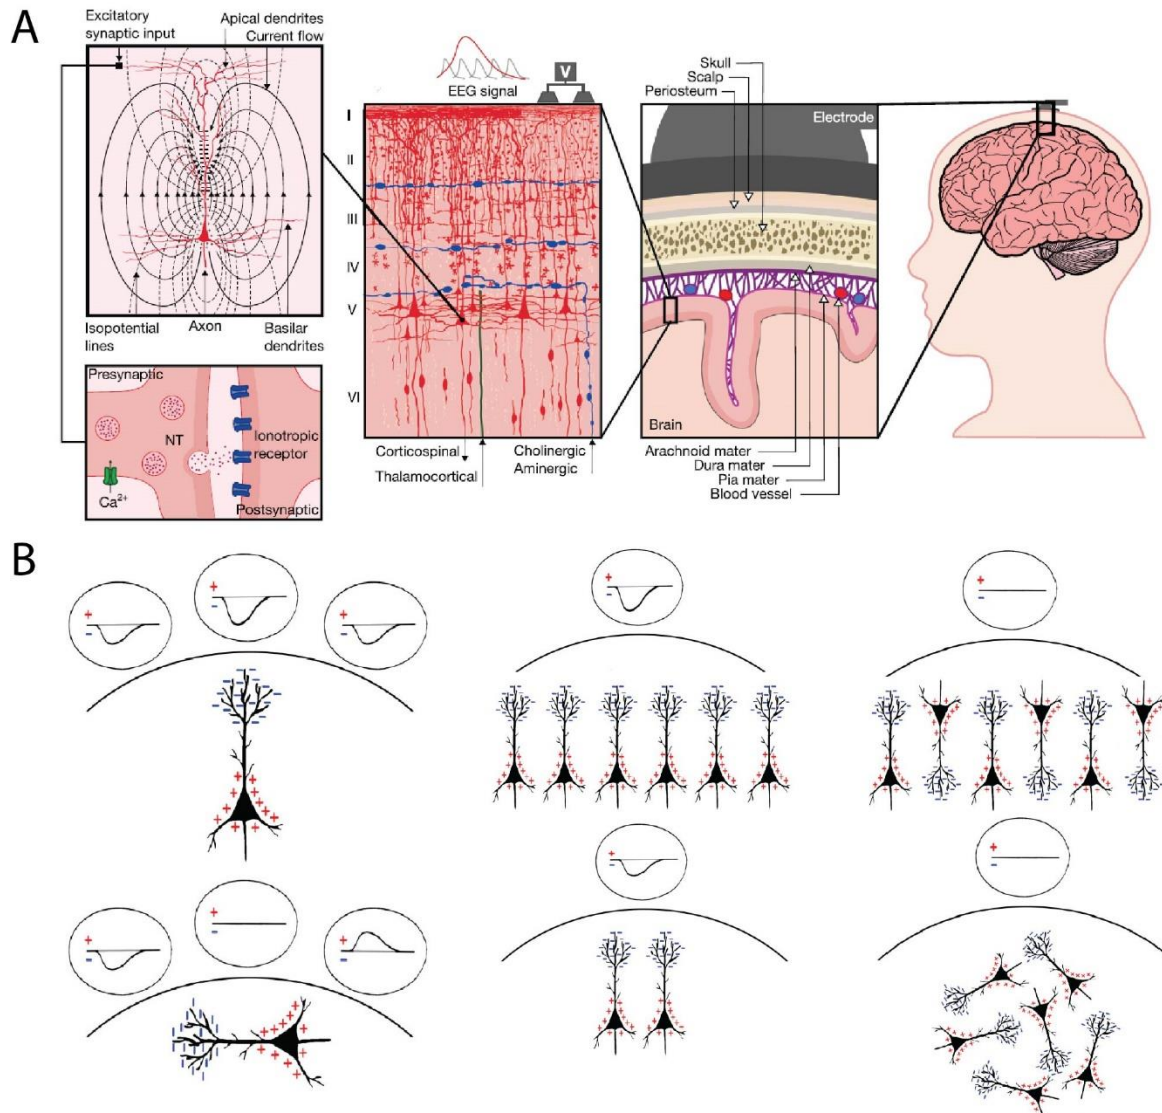 A
Excitatory
synaptic input
Apical dendrites
Current flow
Isopotential
lines
Axon
Basilar
dendrites
Presynaptic
NT
Ionotropic
receptor
Ca2+
Postsynaptic
EEG signal
V
I
II
III
IV
V
VI
Corticospinal
Thalamocortical
Cholinergic
Aminergic
Skull
Scalp
Periosteum
Electrode
Brain
Arachnoid mater
Dura mater
Pia mater
Blood vessel
B